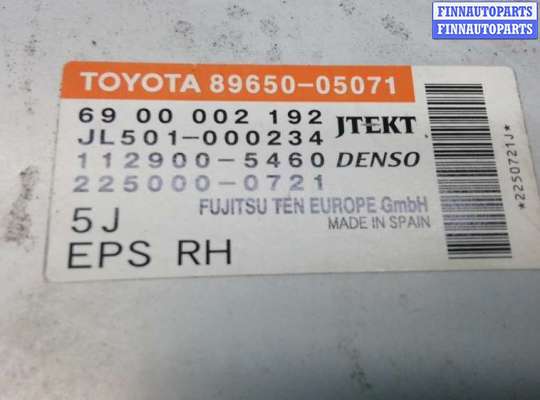 FINNAUTOPARTS
FINNAUTOPARTS
FINNAUTOPARTS
TOYOTA 89650-05071
69 00 002 192
JL501-000234 JTEKT
112900-5460 DENSO
225000-0721
FUJITSU TEN EUROPE GmbH
5J MADE IN SPAIN
EPS RH
*2250721J*